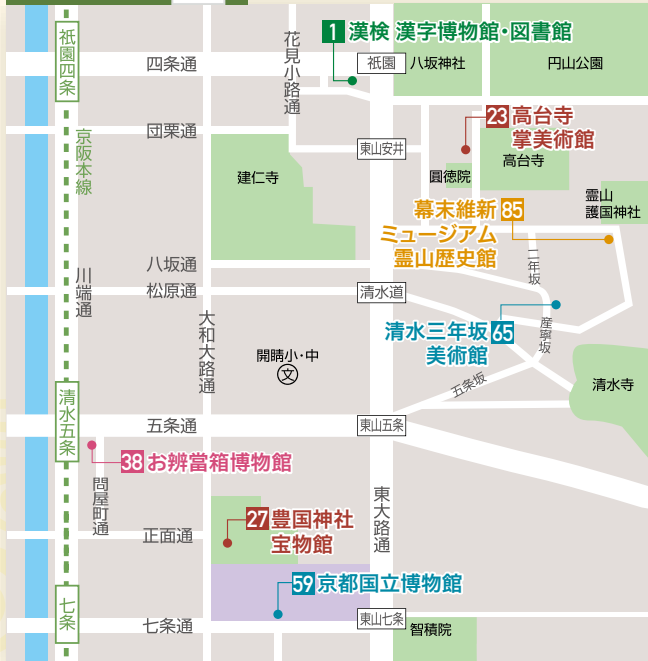 1 漢検 漢字博物館・図書館
祇園四条
四条通
花見小路通
祇園
八坂神社
円山公園
団栗通
京阪本線
東山安井
23 高台寺
掌美術館
高台寺
圓徳院
建仁寺
霊山
護国神社
幕末維新 85
ミュージアム
霊山歴史館
二年坂
八坂通
川端通
松原通
清水道
大和大路通
清水三年坂 65
美術館
産寧坂
開睛小・中
文
五条坂
清水寺
清水五条
五条通
東山五条
38 お辨當箱博物館
問屋町通
東大路通
27 豊国神社
宝物館
正面通
59 京都国立博物館
七条
七条通
東山七条
智積院